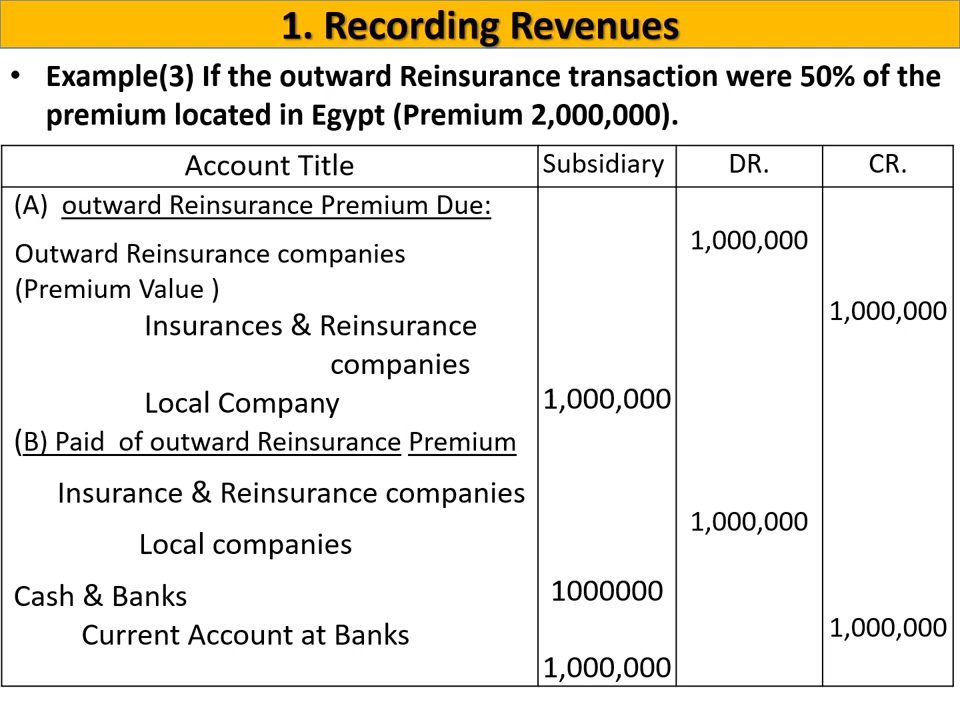 1. Recording Revenues
• Example(3) If the outward Reinsurance transaction were 50% of the
premium located in Egypt (Premium 2,000,000).
Account Title Subsidiary DR. CR.
(A) outward Reinsurance Premium Due:
Outward Reinsurance companies 1,000,000
(Premium Value )
Insurances & Reinsurance 1,000,000
companies
Local Company 1,000,000
(B) Paid of outward Reinsurance Premium
Insurance & Reinsurance companies
1,000,000
Local companies
Cash & Banks 1000000
Current Account at Banks 1,000,000
1,000,000